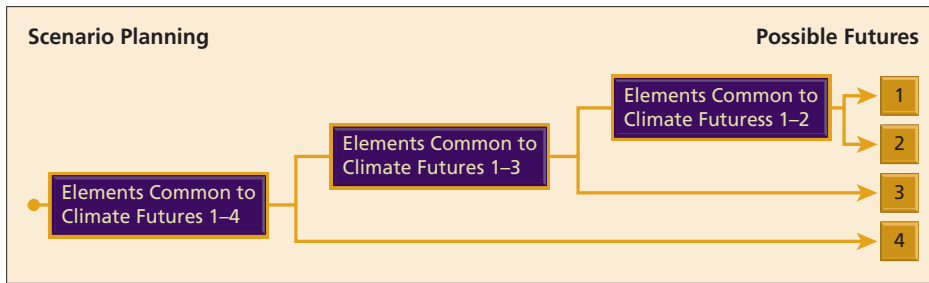 Scenario Planning
Possible Futures
Elements Common to
Climate Futuress 1–2
1
2
Elements Common to
Climate Futures 1–3
3
Elements Common to
Climate Futures 1–4
4